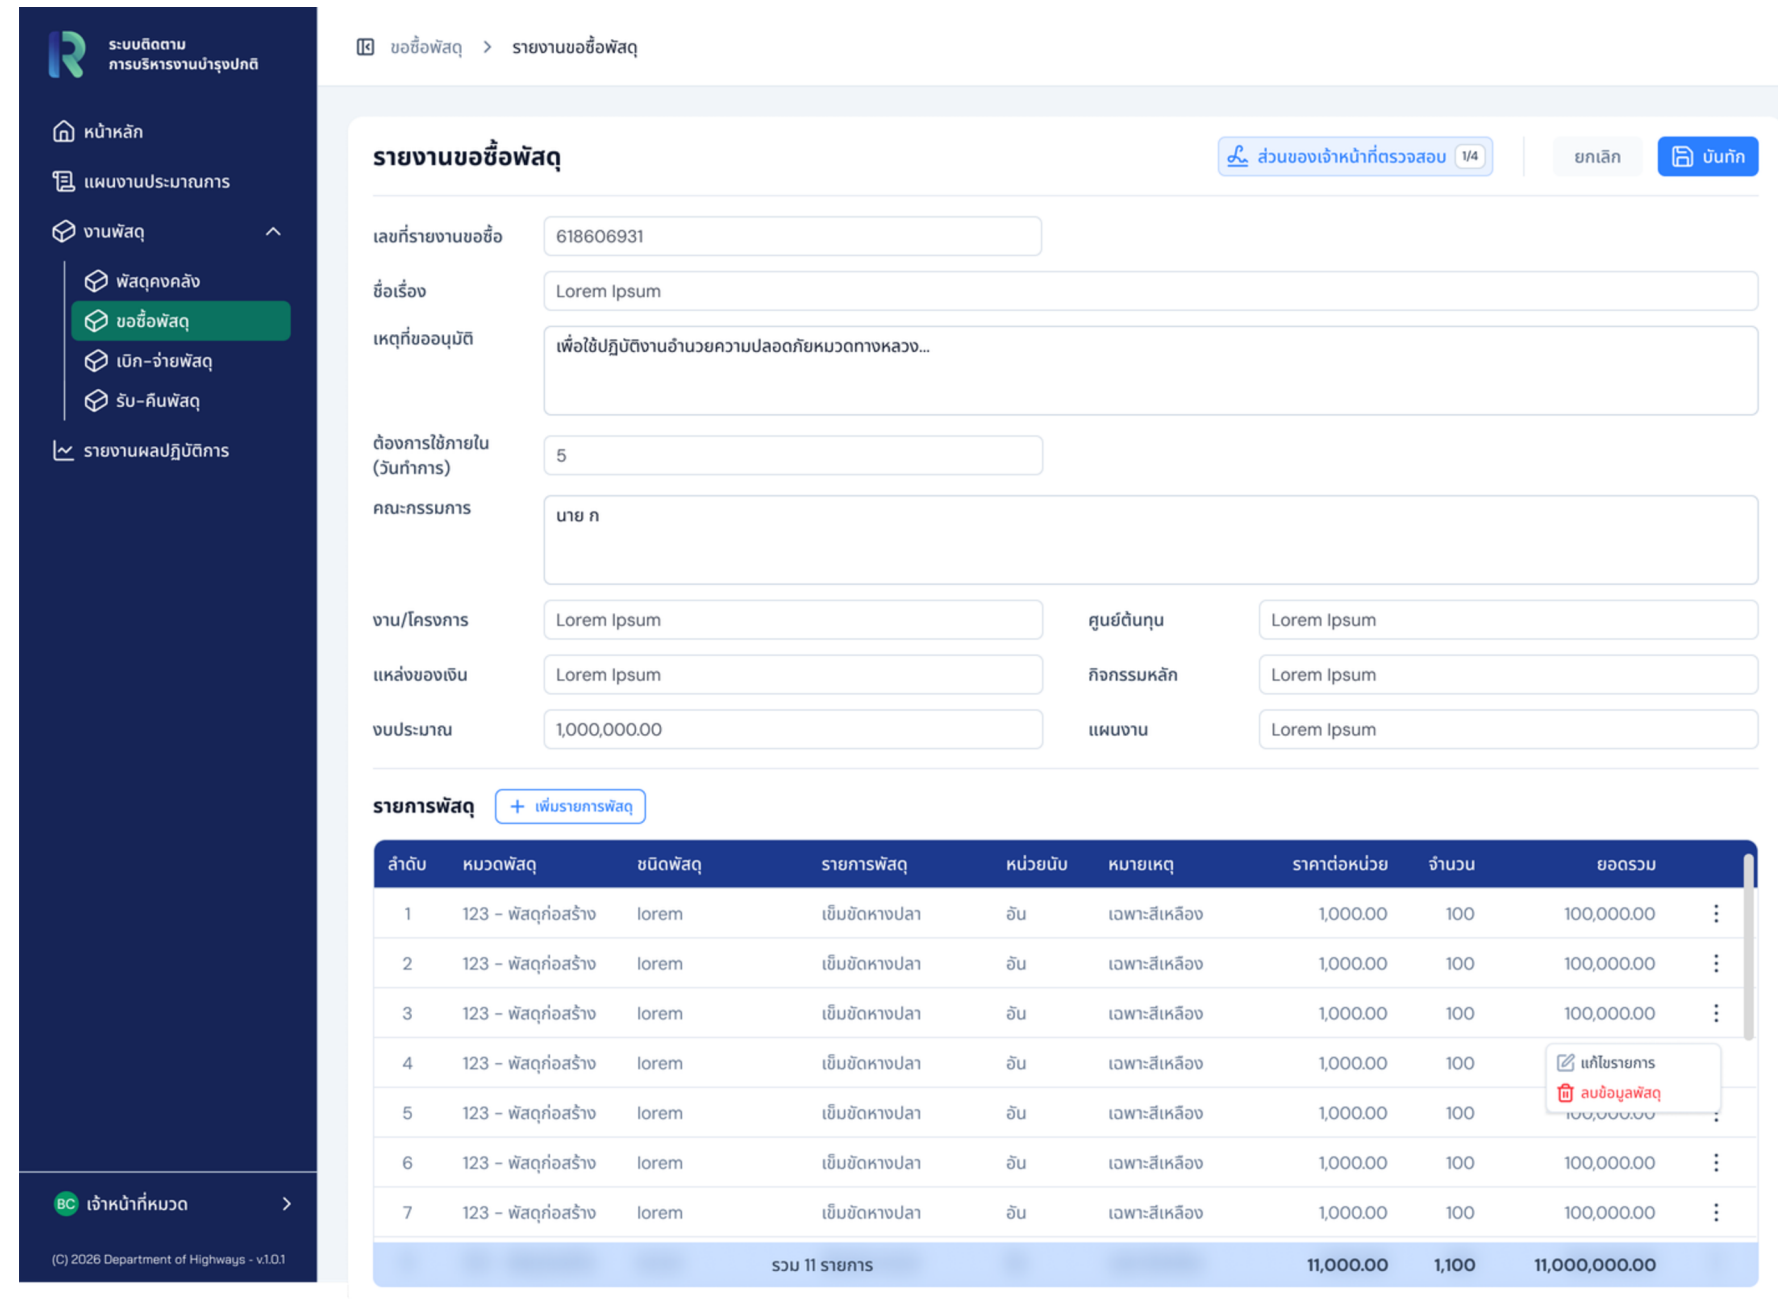 ระบบติดตาม
การบริหารงานบำรุงปกติ
หน้าหลัก
แผนงานประมาณการ
งานพัสดุ
พัสดุคงคลัง
ขอซื้อพัสดุ
เบิก-จ่ายพัสดุ
รับ-คืนพัสดุ
รายงานผลปฏิบัติการ
BC เจ้าหน้าที่หมวด
(C) 2026 Department of Highways - v.1.0.1
ขอซื้อพัสดุ > รายงานขอซื้อพัสดุ
รายงานขอซื้อพัสดุ ส่วนของเจ้าหน้าที่ตรวจสอบ 1/4 ยกเลิก บันทึก
เลขที่รายงานขอซื้อ 618606931
ชื่อเรื่อง Lorem Ipsum
เหตุที่ขออนุมัติ เพื่อใช้ปฏิบัติงานอำนวยความปลอดภัยหมวดทางหลวง...
ต้องการใช้ภายใน
(วันทำการ) 5
คณะกรรมการ นาย ก
งาน/โครงการ Lorem Ipsum ศูนย์ต้นทุน Lorem Ipsum
แหล่งของเงิน Lorem Ipsum กิจกรรมหลัก Lorem Ipsum
งบประมาณ 1,000,000.00 แผนงาน Lorem Ipsum
รายการพัสดุ + เพิ่มรายการพัสดุ
ลำดับ หมวดพัสดุ ชนิดพัสดุ รายการพัสดุ หน่วยนับ หมายเหตุ ราคาต่อหน่วย จำนวน ยอดรวม
1 123 - พัสดุก่อสร้าง lorem เข็มขัดหางปลา อัน เฉพาะสีเหลือง 1,000.00 100 100,000.00
2 123 - พัสดุก่อสร้าง lorem เข็มขัดหางปลา อัน เฉพาะสีเหลือง 1,000.00 100 100,000.00
3 123 - พัสดุก่อสร้าง lorem เข็มขัดหางปลา อัน เฉพาะสีเหลือง 1,000.00 100 100,000.00
4 123 - พัสดุก่อสร้าง lorem เข็มขัดหางปลา อัน เฉพาะสีเหลือง 1,000.00 100 แก้ไขรายการ
ลบข้อมูลพัสดุ
5 123 - พัสดุก่อสร้าง lorem เข็มขัดหางปลา อัน เฉพาะสีเหลือง 1,000.00 100 100,000.00
6 123 - พัสดุก่อสร้าง lorem เข็มขัดหางปลา อัน เฉพาะสีเหลือง 1,000.00 100 100,000.00
7 123 - พัสดุก่อสร้าง lorem เข็มขัดหางปลา อัน เฉพาะสีเหลือง 1,000.00 100 100,000.00
รวม 11 รายการ 11,000.00 1,100 11,000,000.00